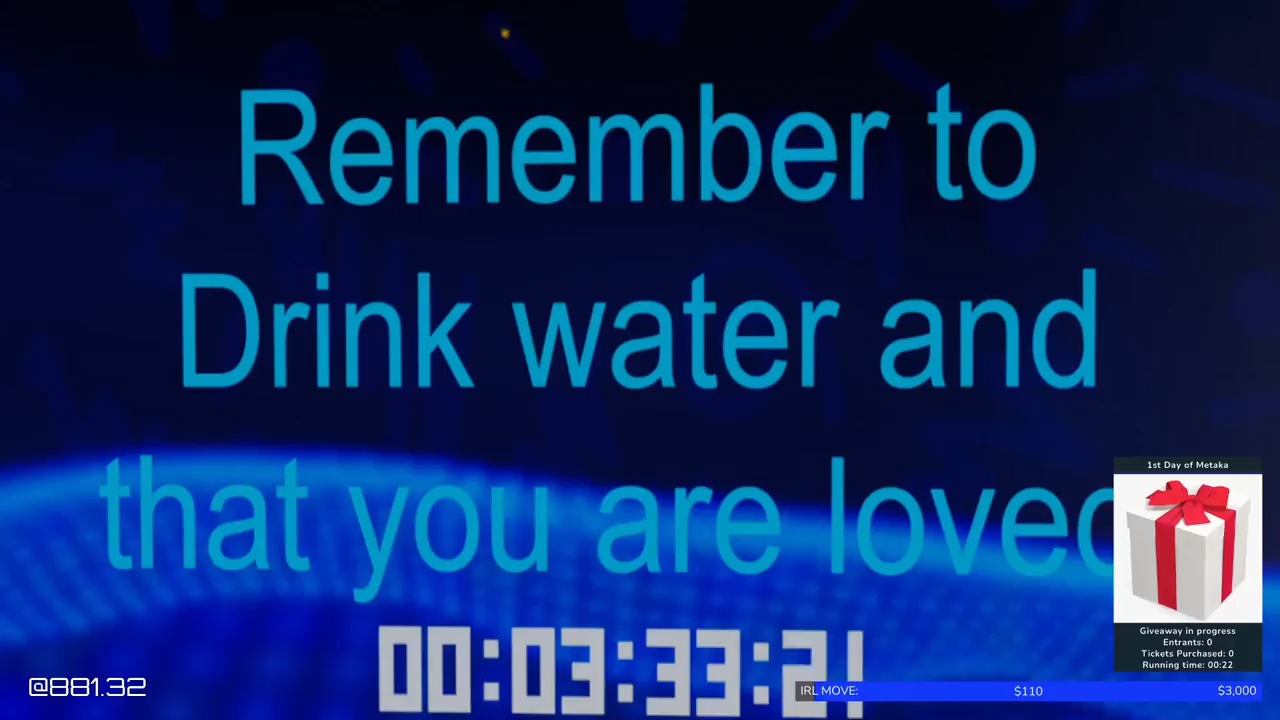 Remember to
Drink water and
that you are loved
1st Day of Metaka
Giveaway in progress
Entrants: 0
Tickets Purchased: 0
Running time: 00:22
00:03:33:21
@881.32
IRL MOVE: $110 $3,000